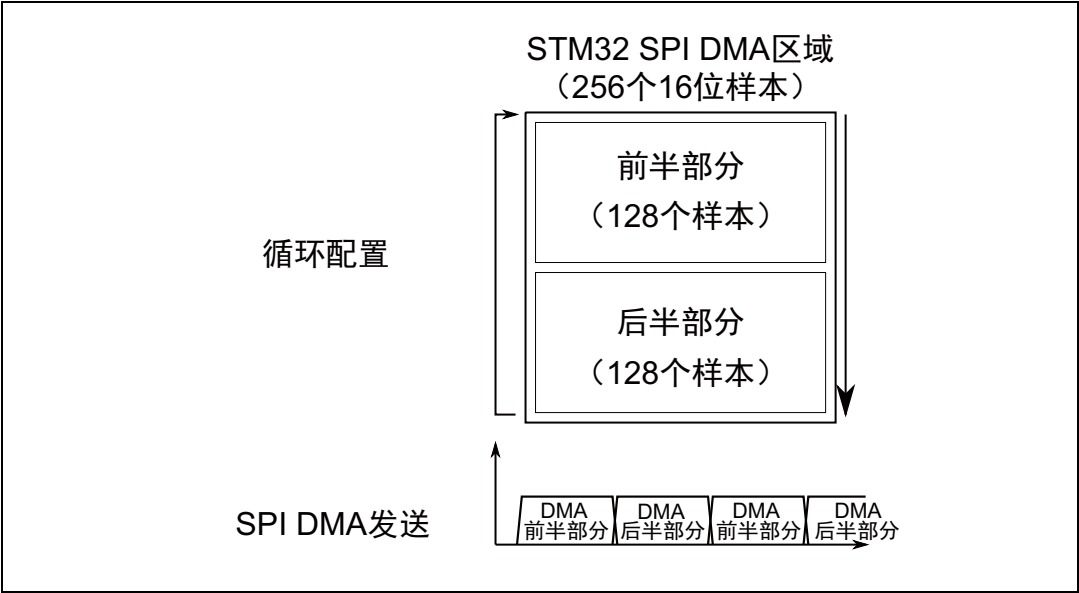 STM32 SPI DMA区域
（256个16位样本）
前半部分
（128个样本）
循环配置
后半部分
（128个样本）
SPI DMA发送
DMA
前半部分
DMA
后半部分
DMA
前半部分
DMA
后半部分